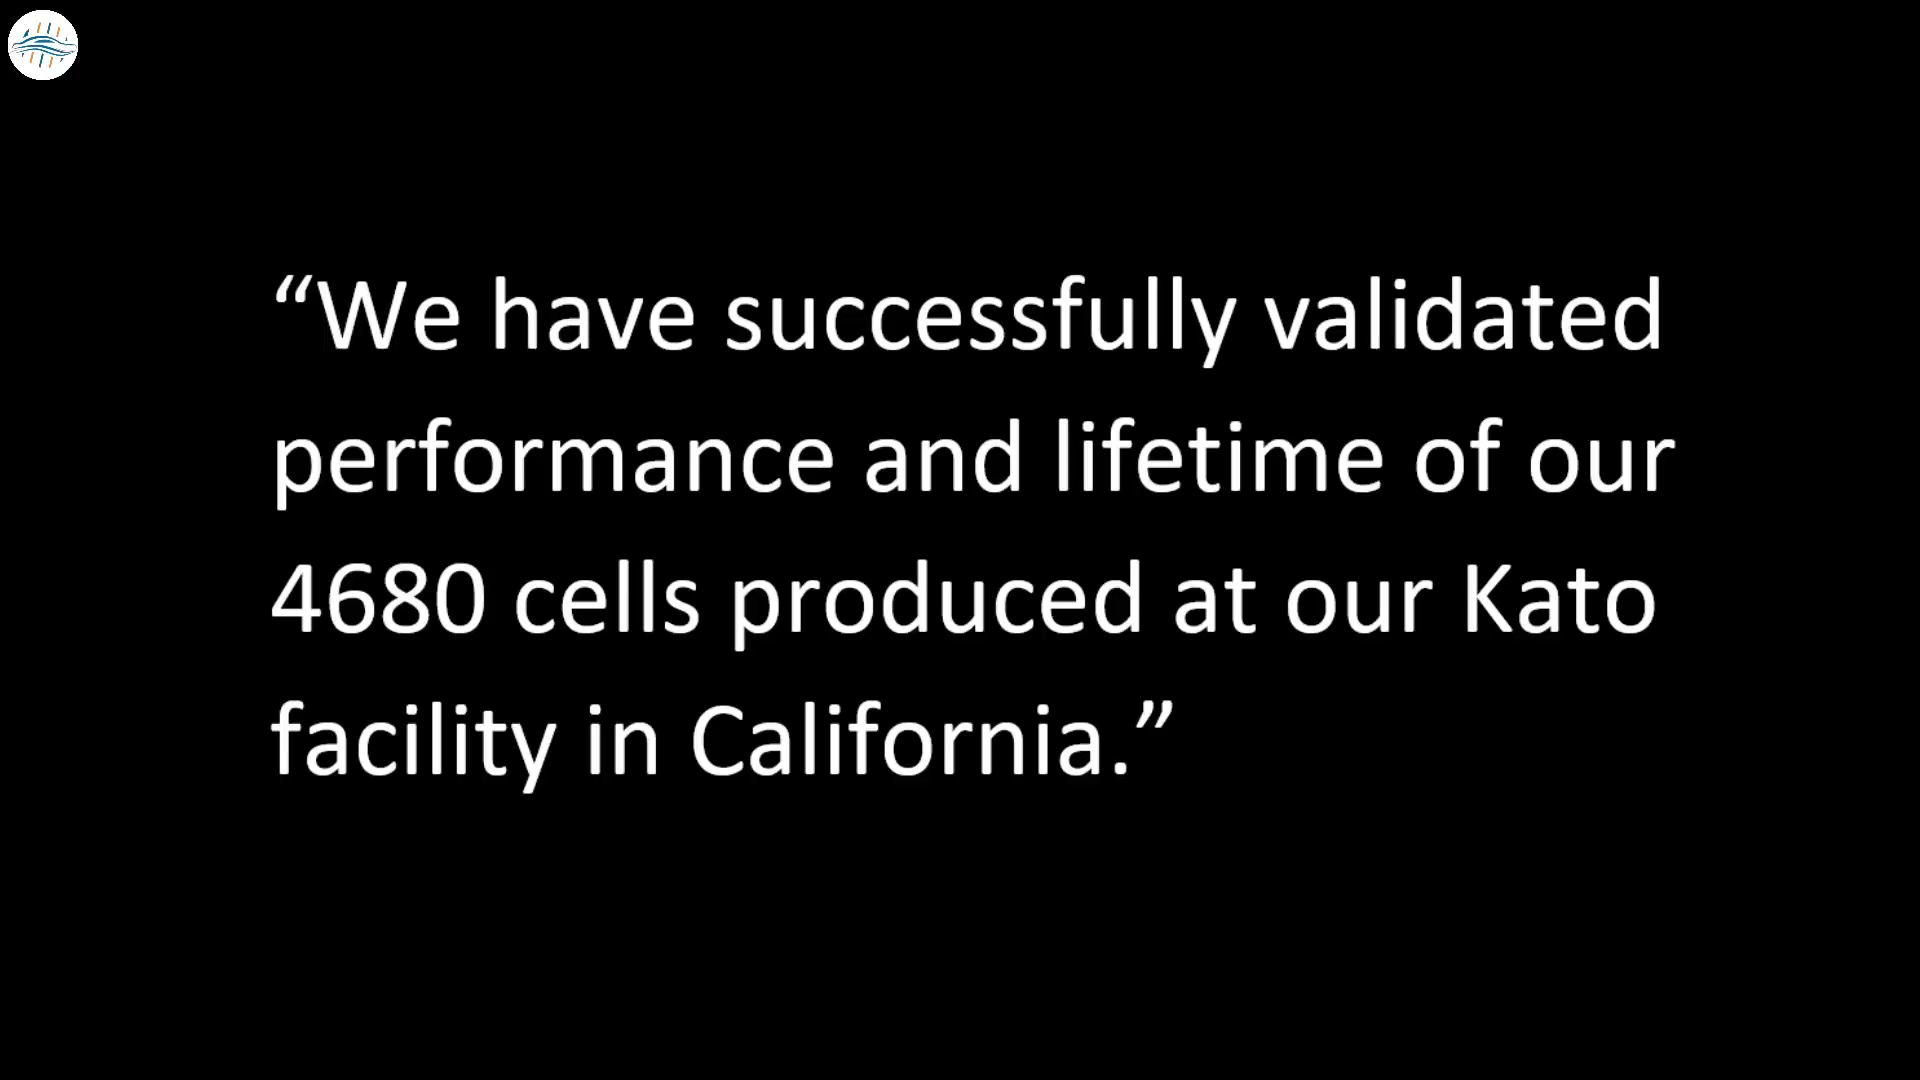 “We have successfully validated
performance and lifetime of our
4680 cells produced at our Kato
facility in California.”